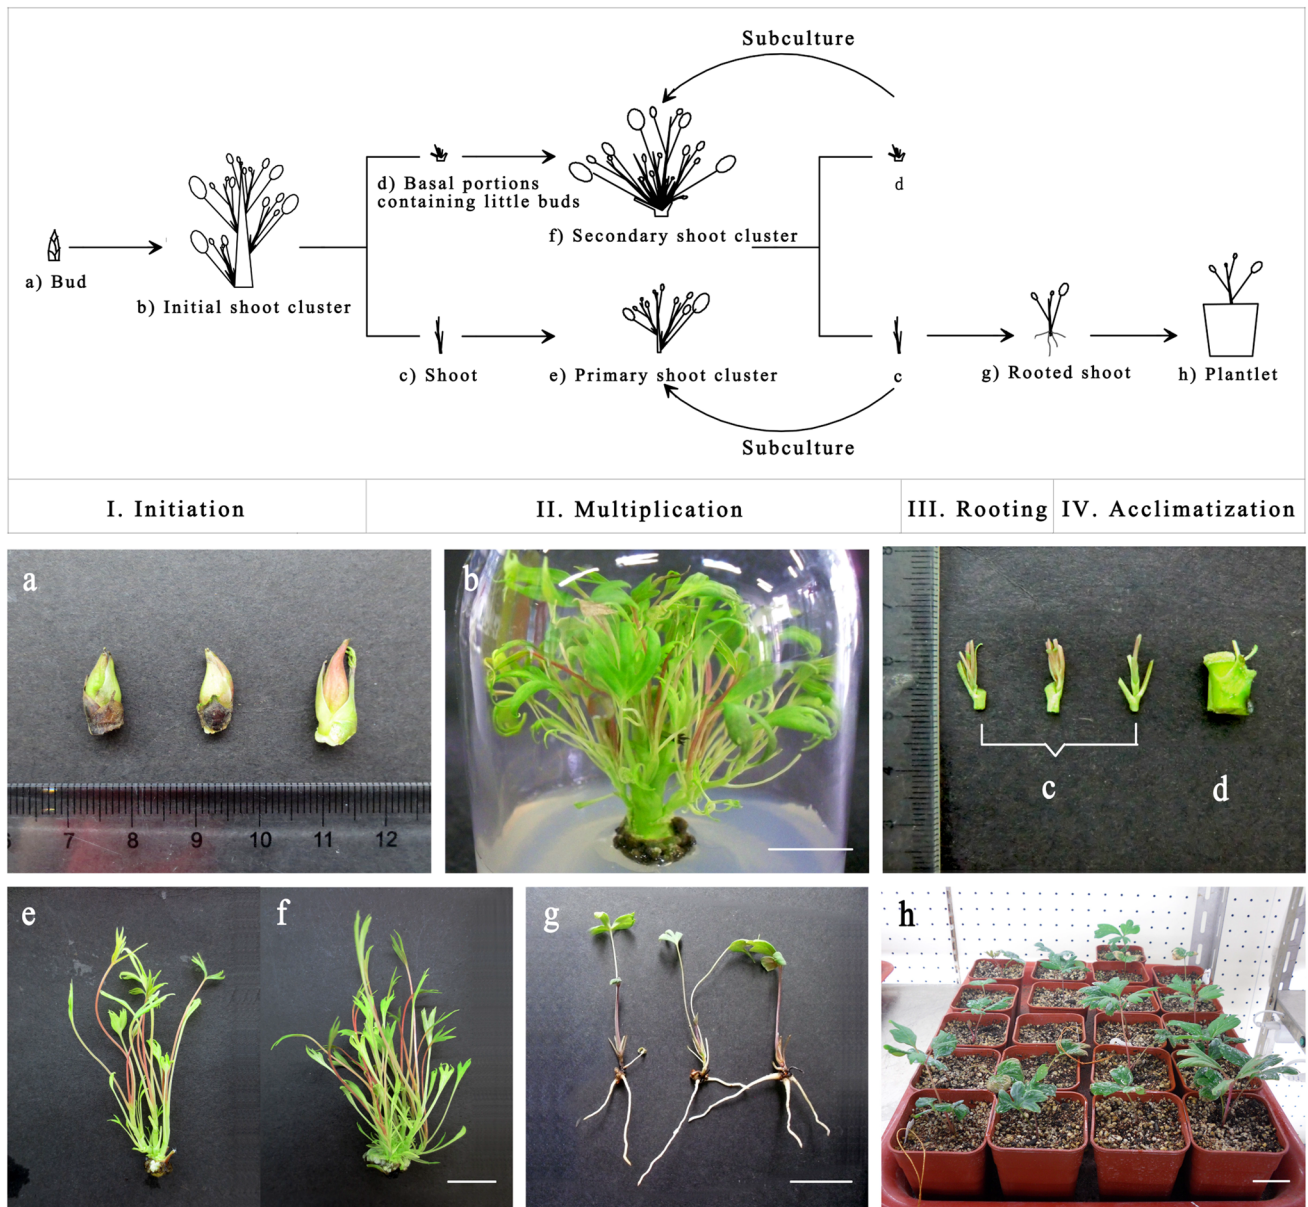 Subculture
d) Basal portions
containing little buds
d
f) Secondary shoot cluster
a) Bud
b) Initial shoot cluster
c) Shoot
e) Primary shoot cluster
c
g) Rooted shoot
h) Plantlet
Subculture
I. Initiation
II. Multiplication
III. Rooting
IV. Acclimatization
a
b
c
d
7 8 9 10 11 12
e
f
g
h